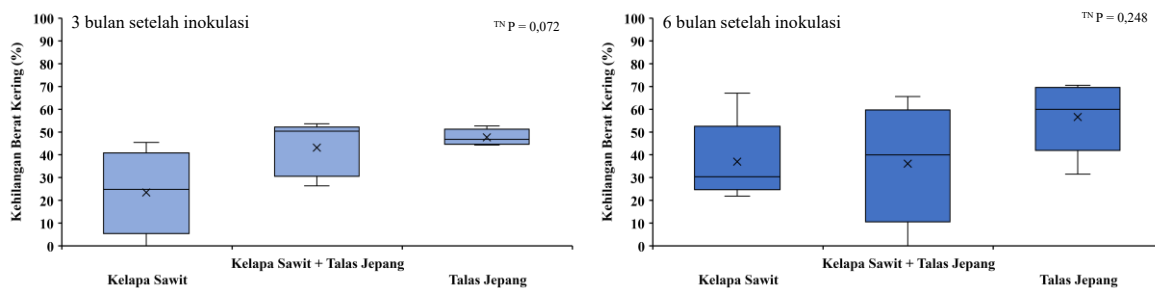 3 bulan setelah inokulasi
TN P = 0,072
Kehilangan Berat Kering (%)
100
90
80
70
60
50
40
30
20
10
0
Kelapa Sawit
Kelapa Sawit + Talas Jepang
Talas Jepang
6 bulan setelah inokulasi
TN P = 0,248
Kehilangan Berat Kering (%)
100
90
80
70
60
50
40
30
20
10
0
Kelapa Sawit
Kelapa Sawit + Talas Jepang
Talas Jepang